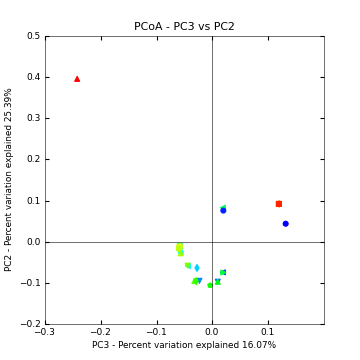 PCoA - PC3 vs PC2
PC2 - Percent variation explained 25.39%
0.5
0.4
0.3
0.2
0.1
0.0
−0.1
−0.2
−0.3 −0.2 −0.1 0.0 0.1
PC3 - Percent variation explained 16.07%